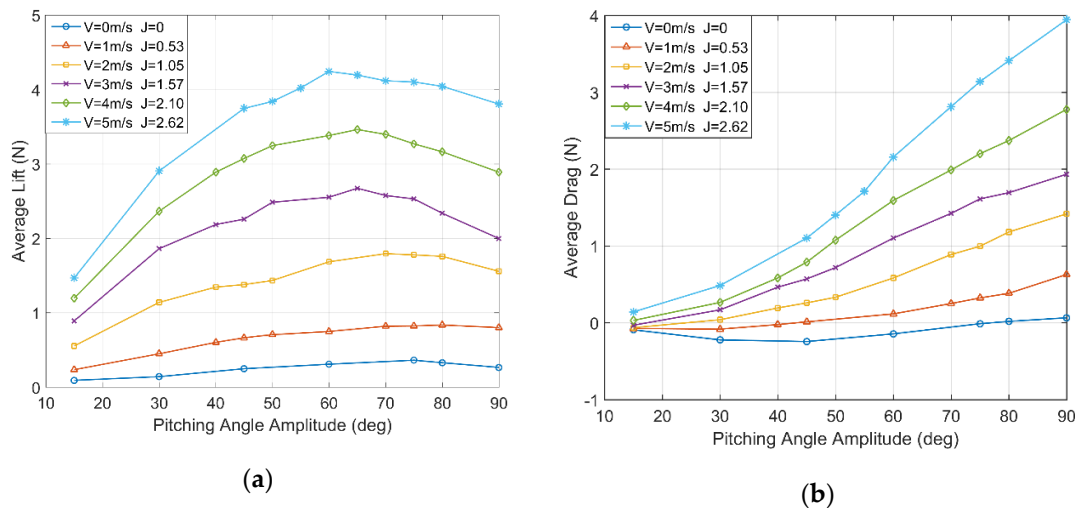 5
4
3
2
1
0
Average Lift (N)
V=0m/s J=0
V=1m/s J=0.53
V=2m/s J=1.05
V=3m/s J=1.57
V=4m/s J=2.10
V=5m/s J=2.62
10 20 30 40 50 60 70 80 90
Pitching Angle Amplitude (deg)
(a)
4
3
2
1
0
-1
Average Drag (N)
V=0m/s J=0
V=1m/s J=0.53
V=2m/s J=1.05
V=3m/s J=1.57
V=4m/s J=2.10
V=5m/s J=2.62
10 20 30 40 50 60 70 80 90
Pitching Angle Amplitude (deg)
(b)